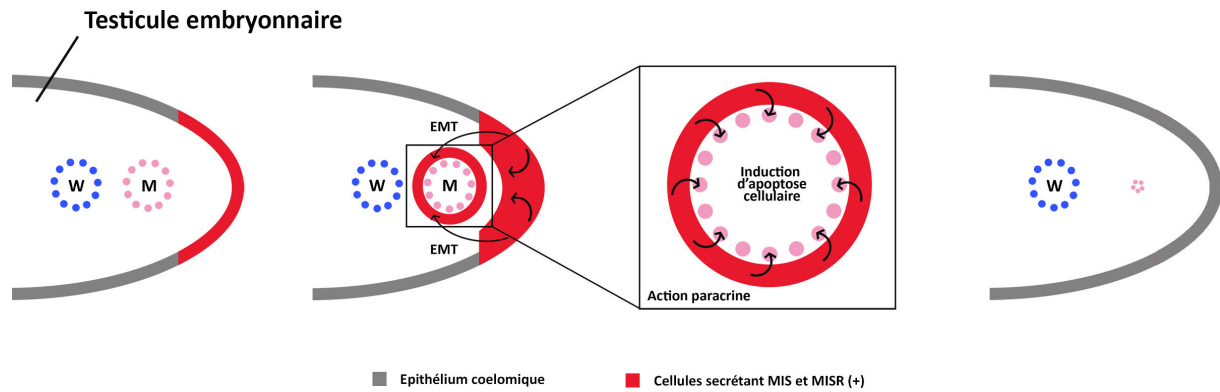 Testicule embryonnaire
W
M
EMT
W
M
EMT
Induction
d'apoptose
cellulaire
Action paracrine
W
Epithélium coelomique
Cellules secrétant MIS et MISR (+)